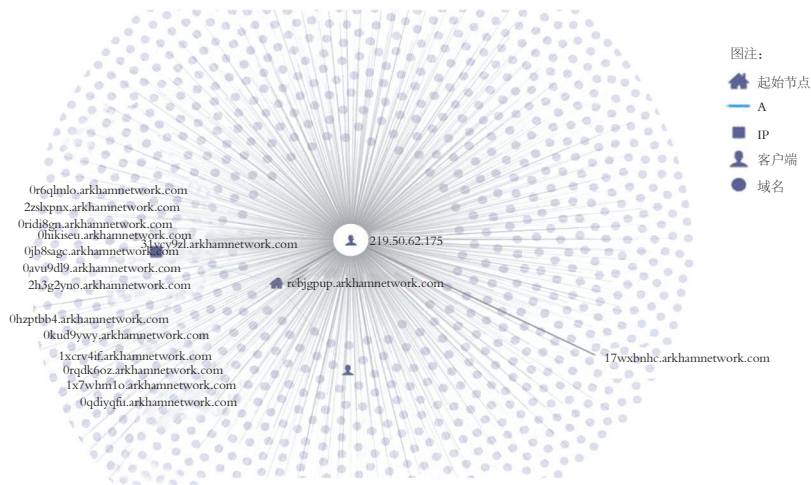 图注：
起始节点
A
IP
客户端
域名
0r6qlmlo.arkhamnetwork.com
2zslxpnx.arkhamnetwork.com
0ridi8gn.arkhamnetwork.com
0hikiseu.arkhamnetwork.com
31vcv9zl.arkhamnetwork.com
219.50.62.175
0jb8sagc.arkhamnetwork.com
0avu9dl9.arkhamnetwork.com
2h3g2yno.arkhamnetwork.com
rcbjgpup.arkhamnetwork.com
0hzptbb4.arkhamnetwork.com
0kud9ywy.arkhamnetwork.com
1xcrv4if.arkhamnetwork.com
17wxbnhc.arkhamnetwork.com
0rqdk6oz.arkhamnetwork.com
1x7whm1o.arkhamnetwork.com
0qdiyqfu.arkhamnetwork.com